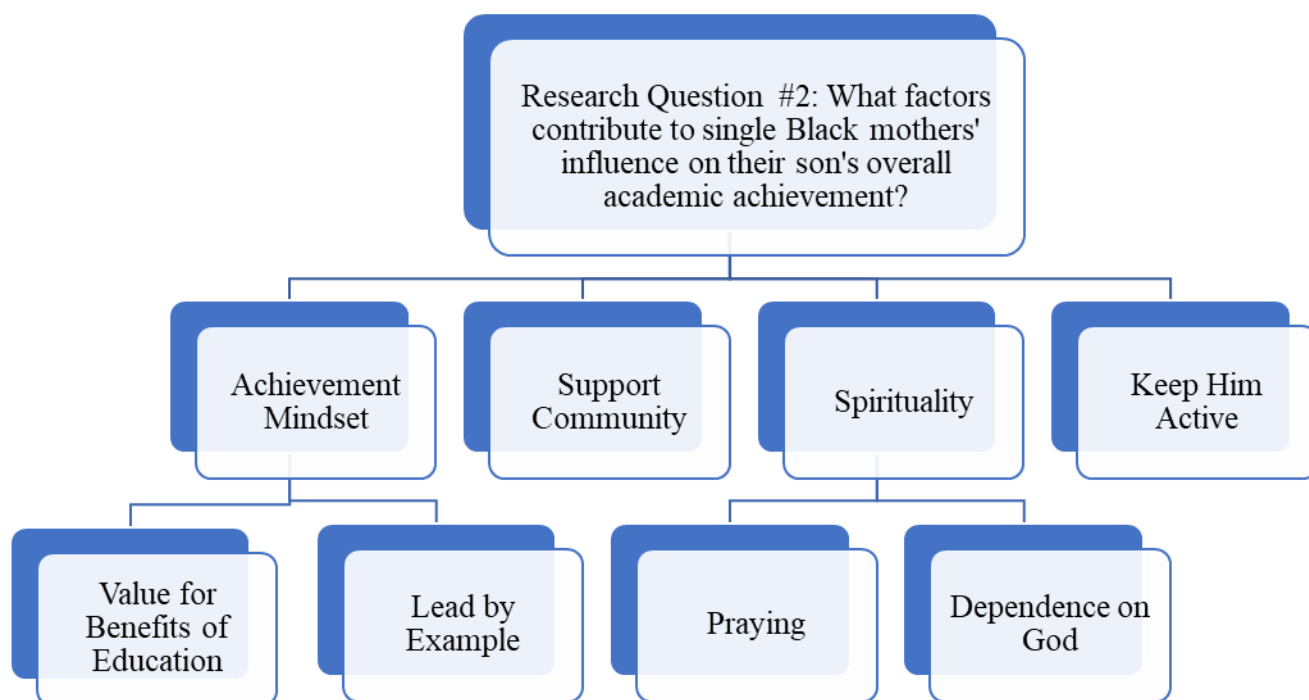 Research Question #2: What factors
contribute to single Black mothers'
influence on their son's overall
academic achievement?
Achievement
Mindset
Support
Community
Spirituality
Keep Him
Active
Value for
Benefits of
Education
Lead by
Example
Praying
Dependence on
God